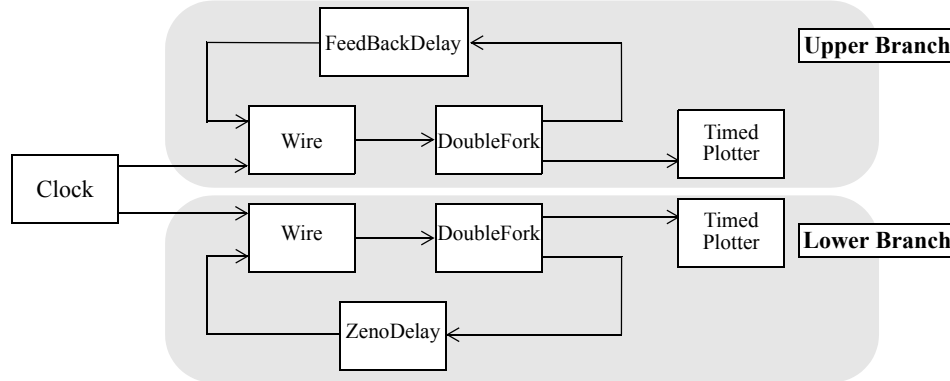 FeedBackDelay
Upper Branch
Wire
DoubleFork
Timed
Plotter
Clock
Wire
DoubleFork
Timed
Plotter
Lower Branch
ZenoDelay